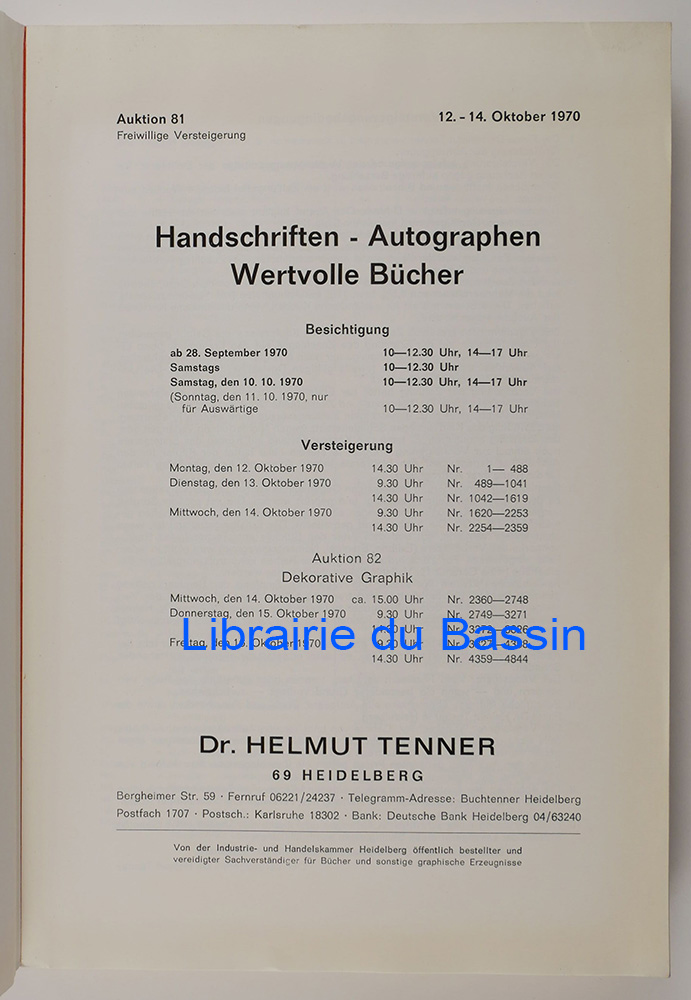 Auktion 81
Freiwillige Versteigerung
12. - 14. Oktober 1970
Handschriften - Autographen
Wertvolle Bücher
Besichtigung
ab 28. September 1970 10—12.30 Uhr, 14—17 Uhr
Samstags 10—12.30 Uhr
Samstag, den 10. 10. 1970 10—12.30 Uhr, 14—17 Uhr
(Sonntag, den 11. 10. 1970, nur
für Auswärtige 10—12.30 Uhr, 14—17 Uhr
Versteigerung
Montag, den 12. Oktober 1970 14.30 Uhr Nr. 1— 488
Dienstag, den 13. Oktober 1970 9.30 Uhr Nr. 489—1041
14.30 Uhr Nr. 1042—1619
Mittwoch, den 14. Oktober 1970 9.30 Uhr Nr. 1620—2253
14.30 Uhr Nr. 2254—2359
Auktion 82
Dekorative Graphik
Mittwoch, den 14. Oktober 1970 ca. 15.00 Uhr Nr. 2360—2748
Donnerstag, den 15. Oktober 1970 9.30 Uhr Nr. 2749—3271
Uhr Nr.
Librairie du Bassin
Freitag, den 1970 Uhr Nr.
14.30 Uhr Nr. 4359—4844
Dr. HELMUT TENNER
69 HEIDELBERG
Bergheimer Str. 59 · Fernruf 06221/24237 · Telegramm-Adresse: Buchtenner Heidelberg
Postfach 1707 · Postsch.: Karlsruhe 18302 · Bank: Deutsche Bank Heidelberg 04/63240
Von der Industrie- und Handelskammer Heidelberg öffentlich bestellter und
vereidigter Sachverständiger für Bücher und sonstige graphische Erzeugnisse